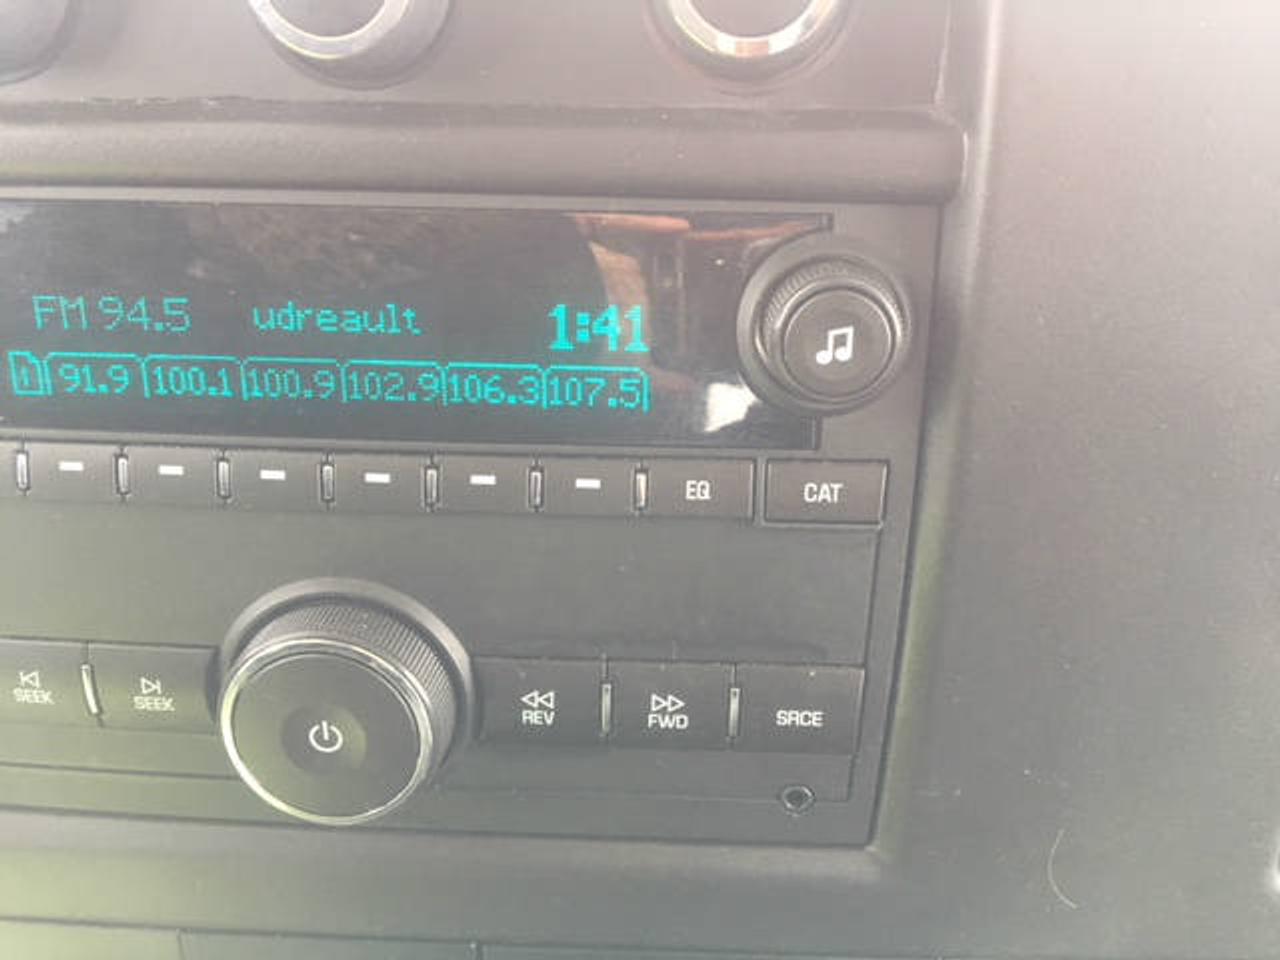 FM 94.5 udreault 1:41
1 91.9 100.1 100.9 102.9 106.3 107.5
EQ CAT
SEEK SEEK REV FWD SRCE